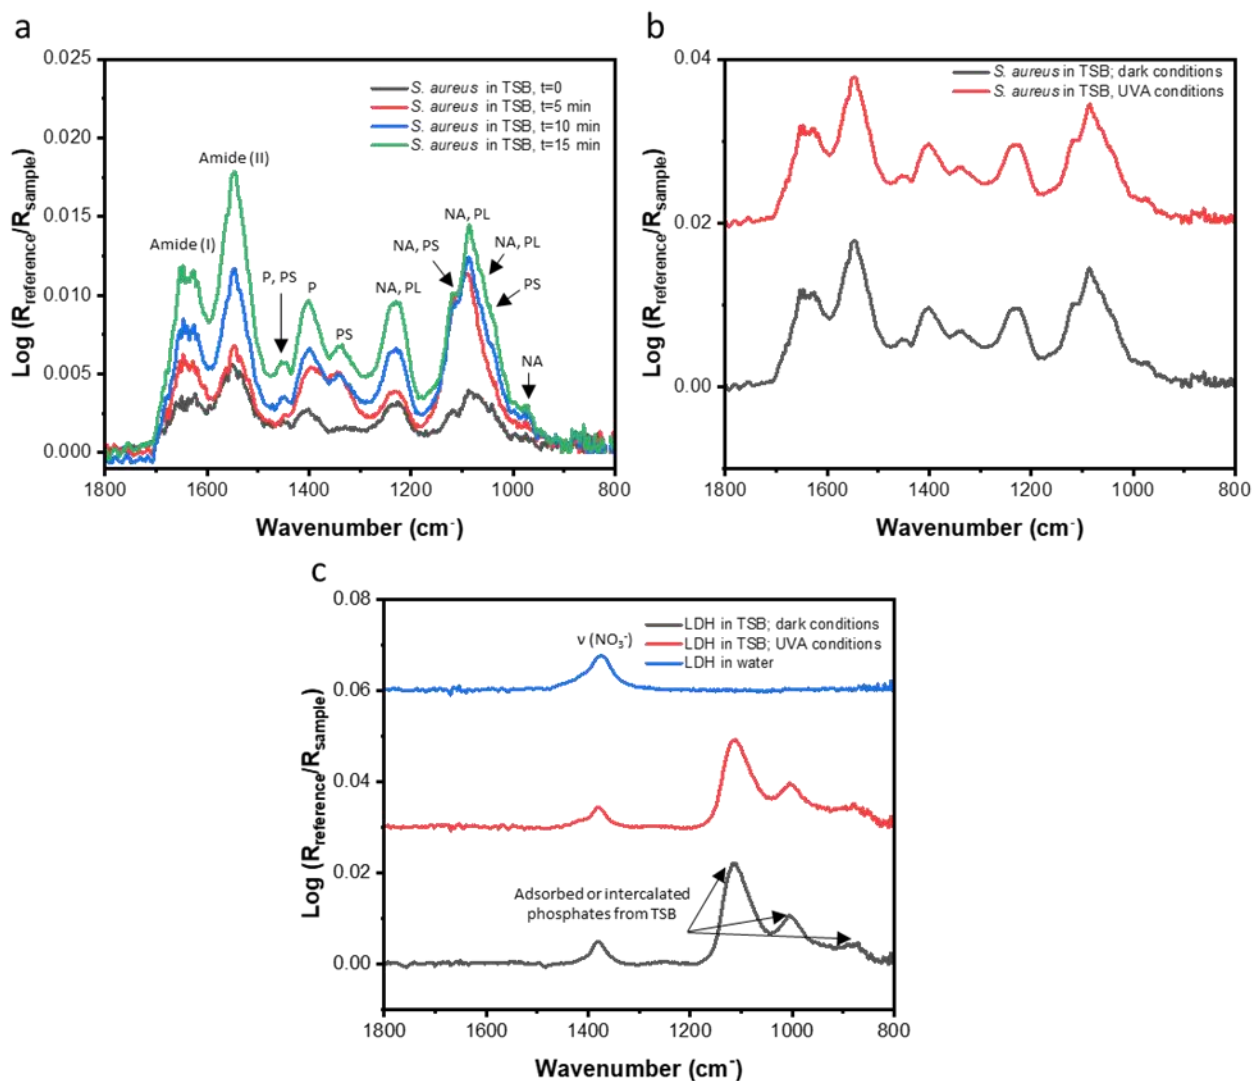 a
0.025
0.020
0.015
0.010
0.005
0.000
Log (Rreference/Rsample)
S. aureus in TSB, t=0
S. aureus in TSB, t=5 min
S. aureus in TSB, t=10 min
S. aureus in TSB, t=15 min
Amide (II)
Amide (I)
P, PS
P
PS
NA, PL
NA, PS
NA, PL
NA, PL
PS
NA
1800 1600 1400 1200 1000 800
Wavenumber (cm⁻)
b
0.04
0.02
0.00
Log (Rreference/Rsample)
S. aureus in TSB; dark conditions
S. aureus in TSB, UVA conditions
1800 1600 1400 1200 1000 800
Wavenumber (cm⁻)
c
0.08
0.06
0.04
0.02
0.00
Log (Rreference/Rsample)
LDH in TSB; dark conditions
LDH in TSB; UVA conditions
LDH in water
ν (NO₃⁻)
Adsorbed or intercalated
phosphates from TSB
1800 1600 1400 1200 1000 800
Wavenumber (cm⁻)